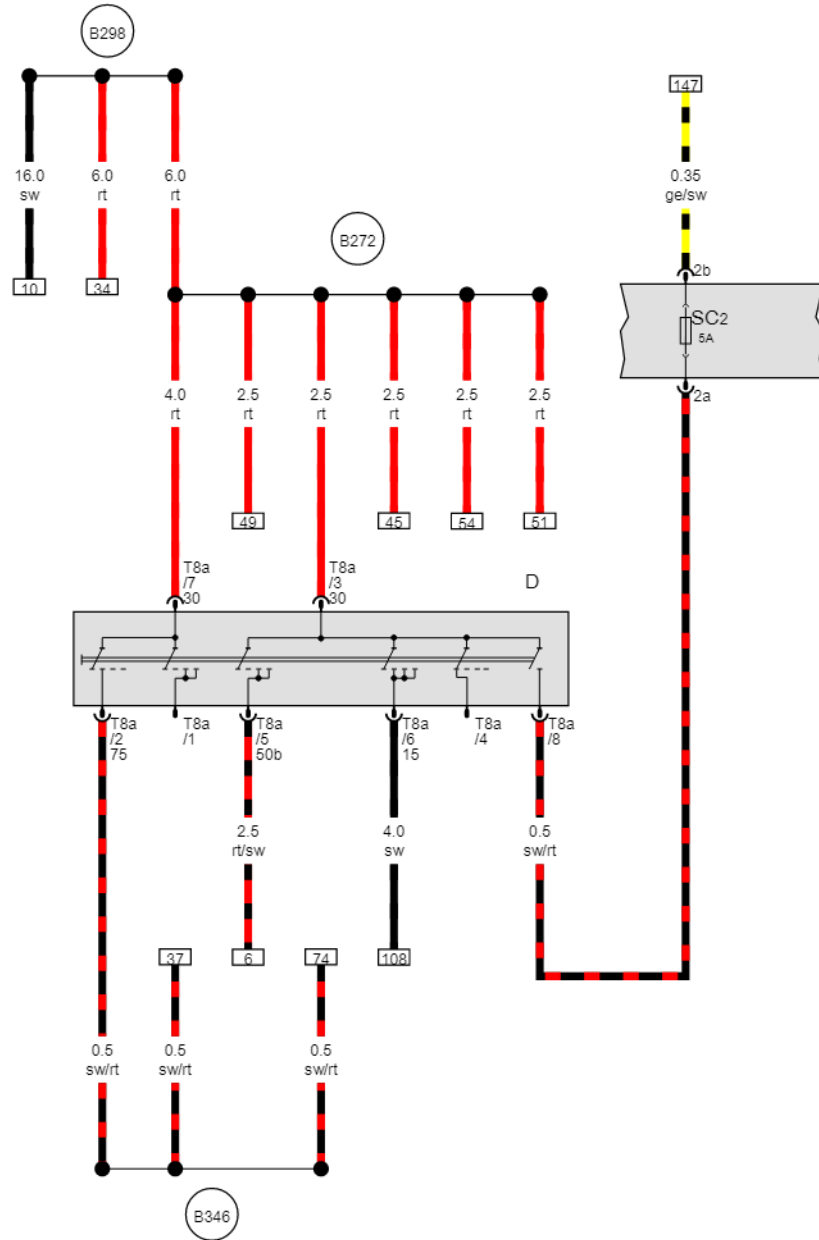 B298
147
16.0
sw
6.0
rt
6.0
rt
0.35
ge/sw
B272
10
34
2b
SC2
5A
2a
4.0
rt
2.5
rt
2.5
rt
2.5
rt
2.5
rt
2.5
rt
49
45
54
51
T8a
/7
30
T8a
/3
30
D
T8a
/2
75
T8a
/1
T8a
/5
50b
T8a
/6
15
T8a
/4
T8a
/8
2.5
rt/sw
4.0
sw
0.5
sw/rt
37
6
74
108
0.5
sw/rt
0.5
sw/rt
0.5
sw/rt
B346